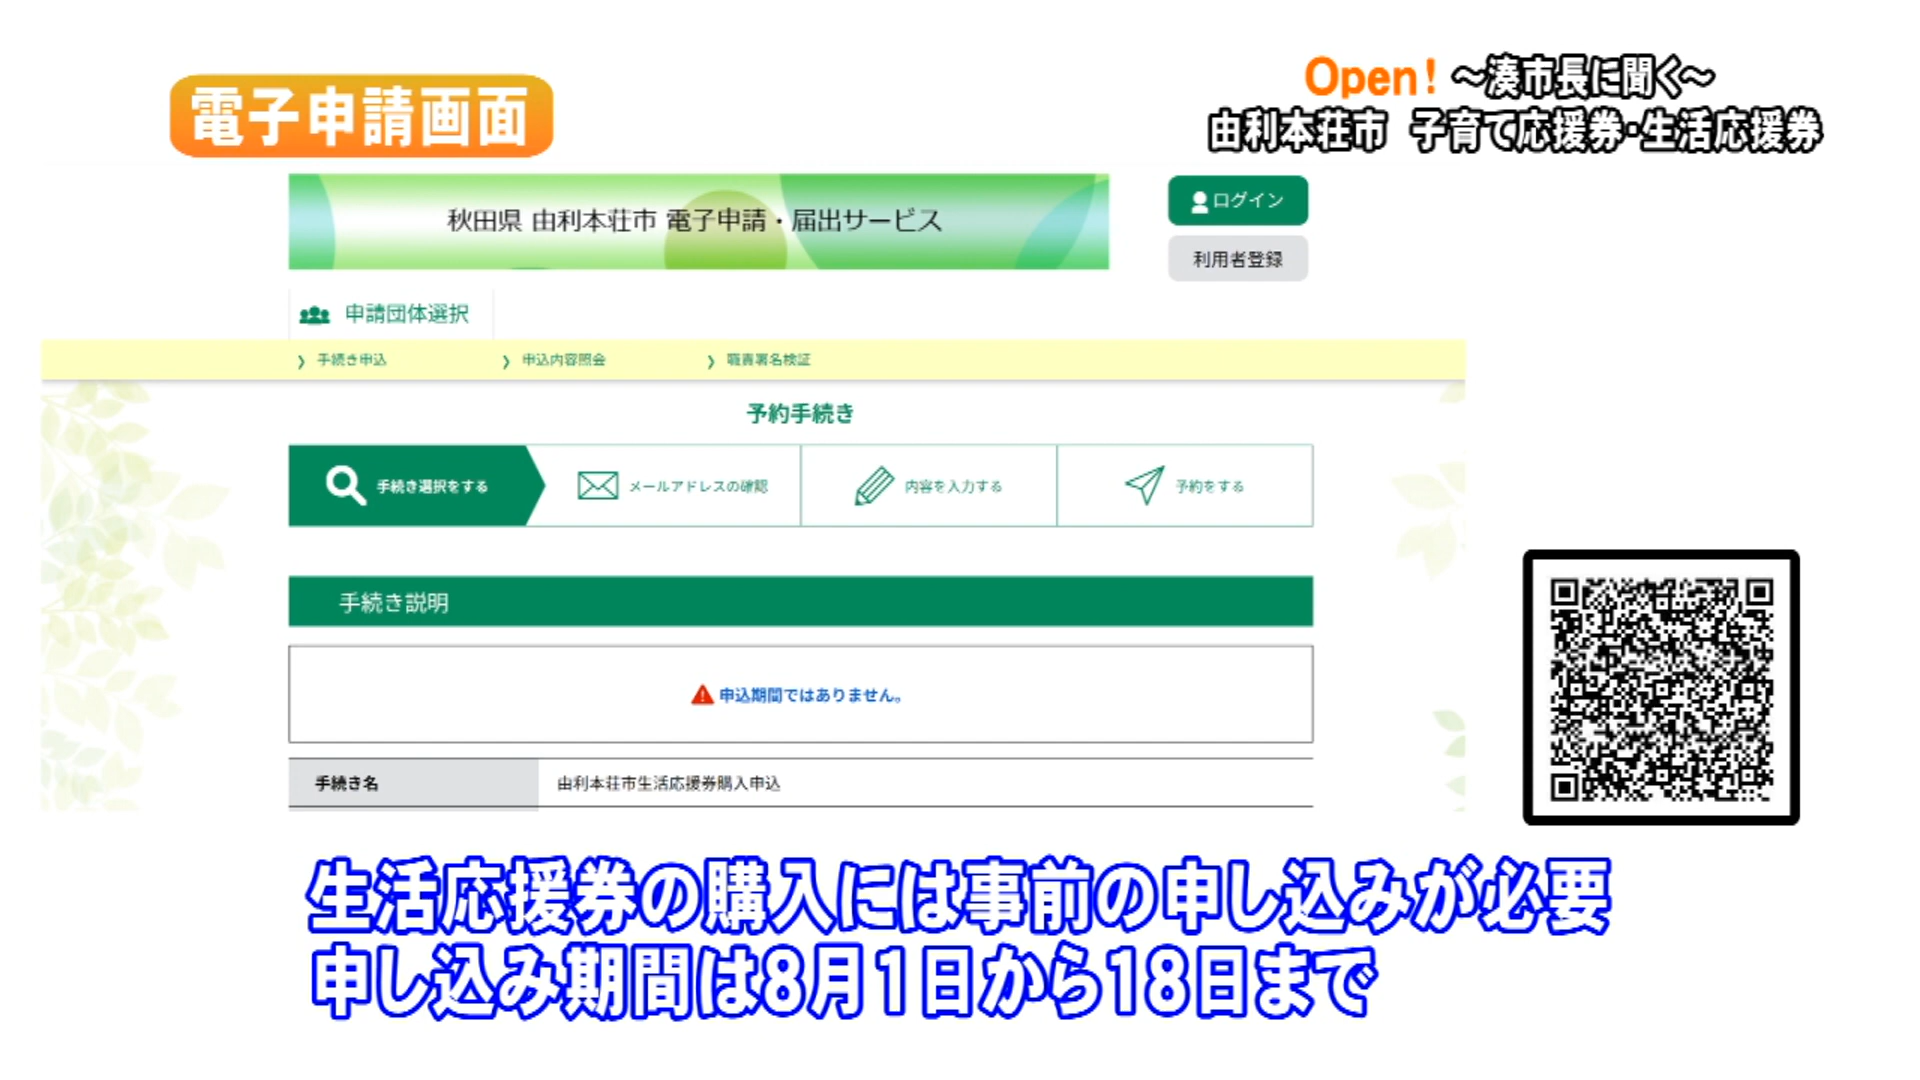 電子申請画面
Open! ～湊市長に聞く～
由利本荘市 子育て応援券・生活応援券
秋田県 由利本荘市 電子申請・届出サービス
ログイン
利用者登録
申請団体選択
手続き申込
申込内容照会
職責署名検証
予約手続き
手続き選択をする
メールアドレスの確認
内容を入力する
予約をする
手続き説明
申込期間ではありません。
手続き名 由利本荘市生活応援券購入申込
生活応援券の購入には事前の申し込みが必要
申し込み期間は8月1日から18日まで